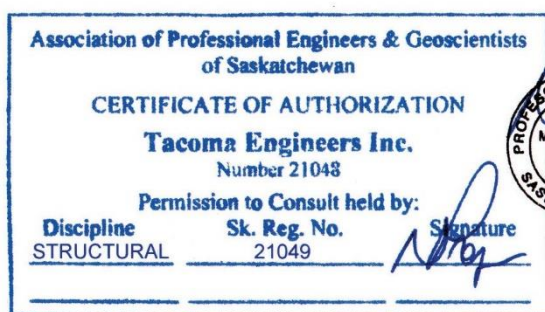 Association of Professional Engineers & Geoscientists
of Saskatchewan
CERTIFICATE OF AUTHORIZATION
Tacoma Engineers Inc.
Number 21048
Permission to Consult held by:
Discipline Sk. Reg. No. Signature
STRUCTURAL 21049